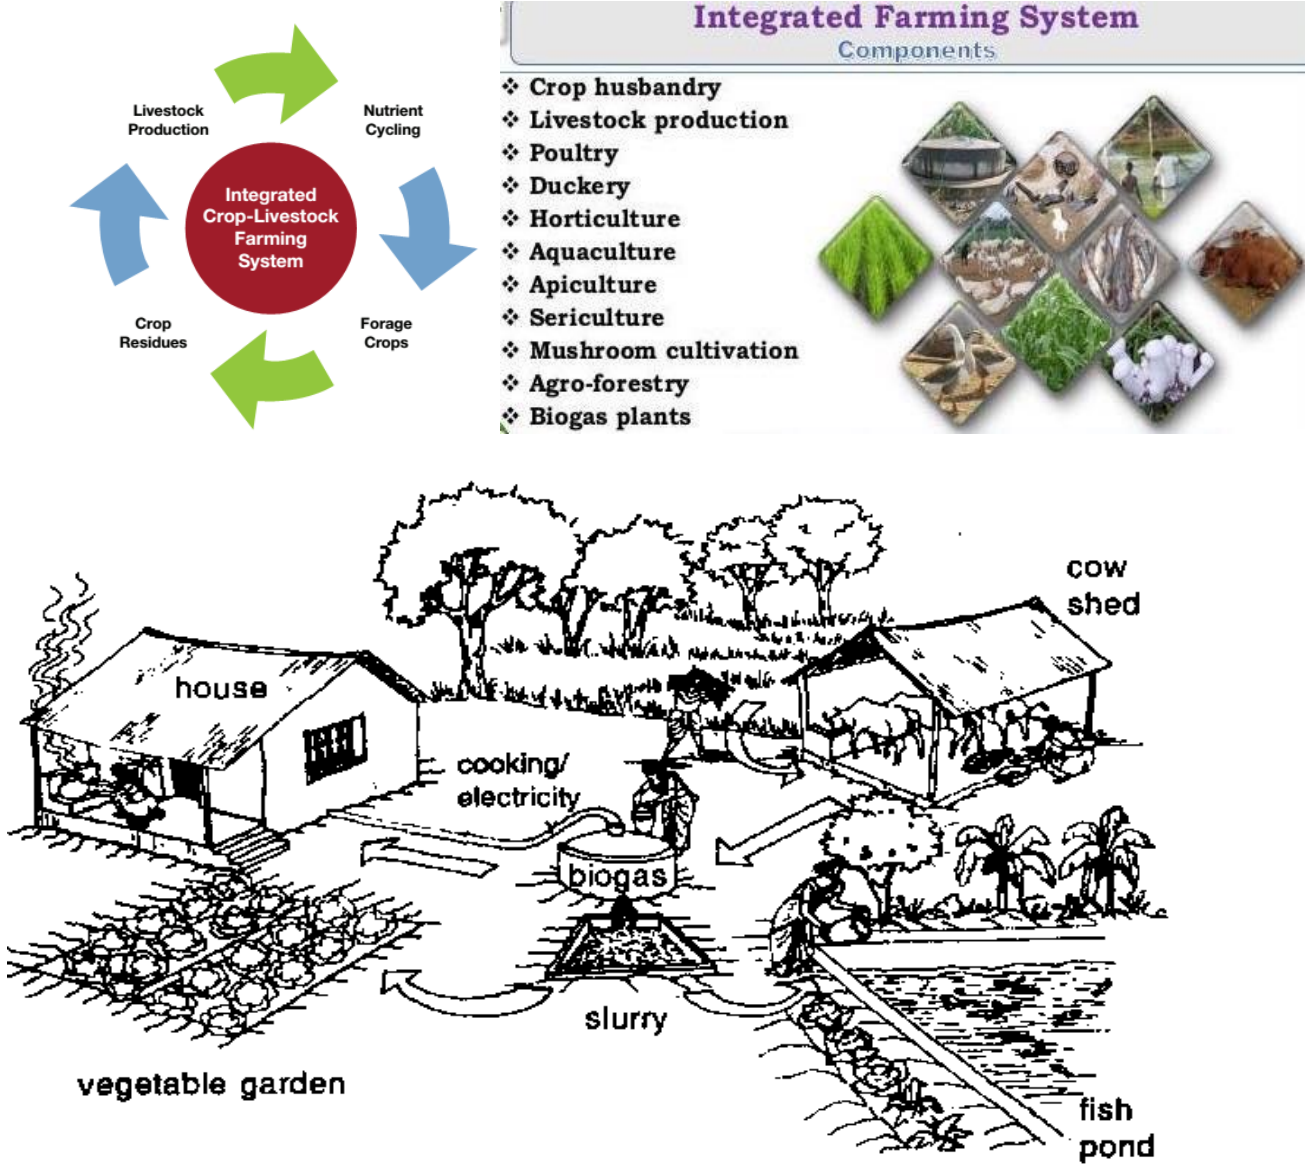 Livestock
Production
Nutrient
Cycling
Integrated
Crop-Livestock
Farming
System
Crop
Residues
Forage
Crops
Integrated Farming System
Components
❖ Crop husbandry
❖ Livestock production
❖ Poultry
❖ Duckery
❖ Horticulture
❖ Aquaculture
❖ Apiculture
❖ Sericulture
❖ Mushroom cultivation
❖ Agro-forestry
❖ Biogas plants
cow
shed
house
cooking/
electricity
biogas
slurry
vegetable garden
fish
pond